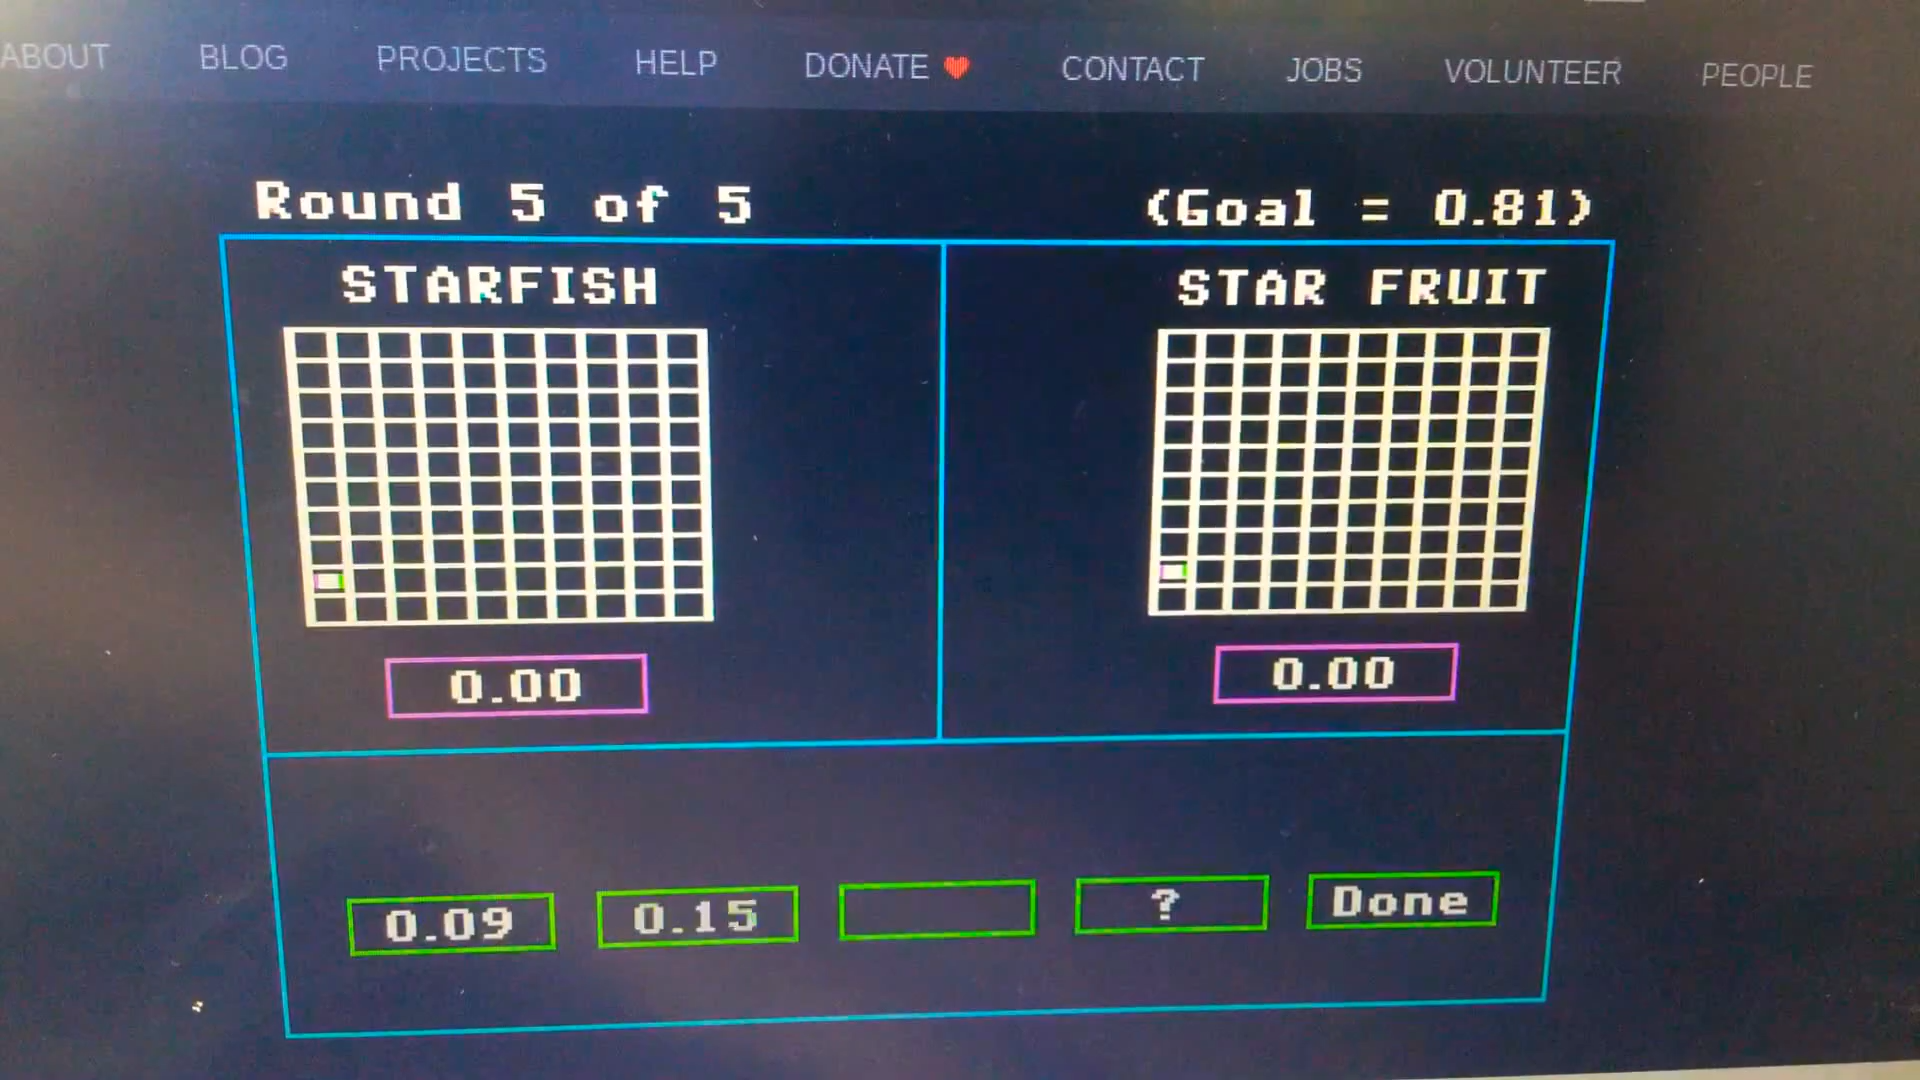 ABOUT BLOG PROJECTS HELP DONATE CONTACT JOBS VOLUNTEER PEOPLE
Round 5 of 5 (Goal = 0.81)
STARFISH STAR FRUIT
0.00 0.00
0.09 0.15 ? Done